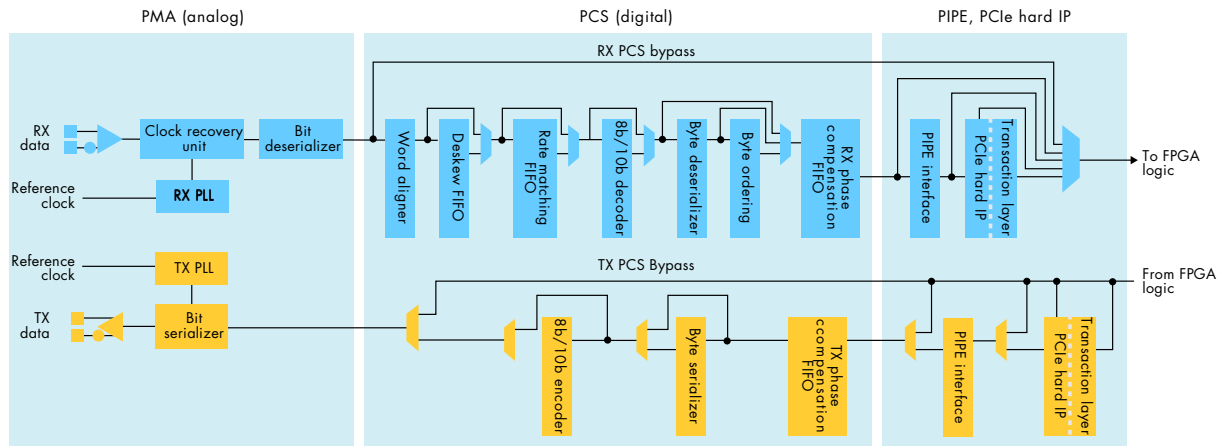 PMA (analog)
PCS (digital)
PIPE, PCIe hard IP
RX PCS bypass
RX
data
Clock recovery
unit
Bit
deserializer
Reference
clock
RX PLL
Word aligner
Deskew FIFO
Rate matching
FIFO
8b/10b decoder
Byte deserializer
Byte ordering
RX phase
compensation
FIFO
PIPE interface
PCIe hard IP
Transaction layer
To FPGA
logic
Reference
clock
TX PLL
TX
data
Bit
serializer
TX PCS Bypass
8b/10b encoder
Byte serializer
TX phase
ccompensation
FIFO
PIPE interface
PCIe hard IP
Transaction layer
From FPGA
logic